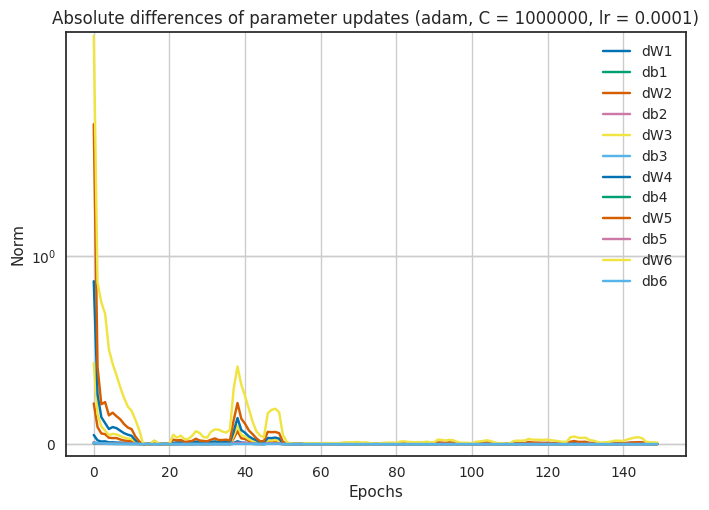 Absolute differences of parameter updates (adam, C = 1000000, lr = 0.0001)
dW1
db1
dW2
db2
dW3
db3
dW4
db4
dW5
db5
dW6
db6
Norm
10⁰
0
0 20 40 60 80 100 120 140
Epochs